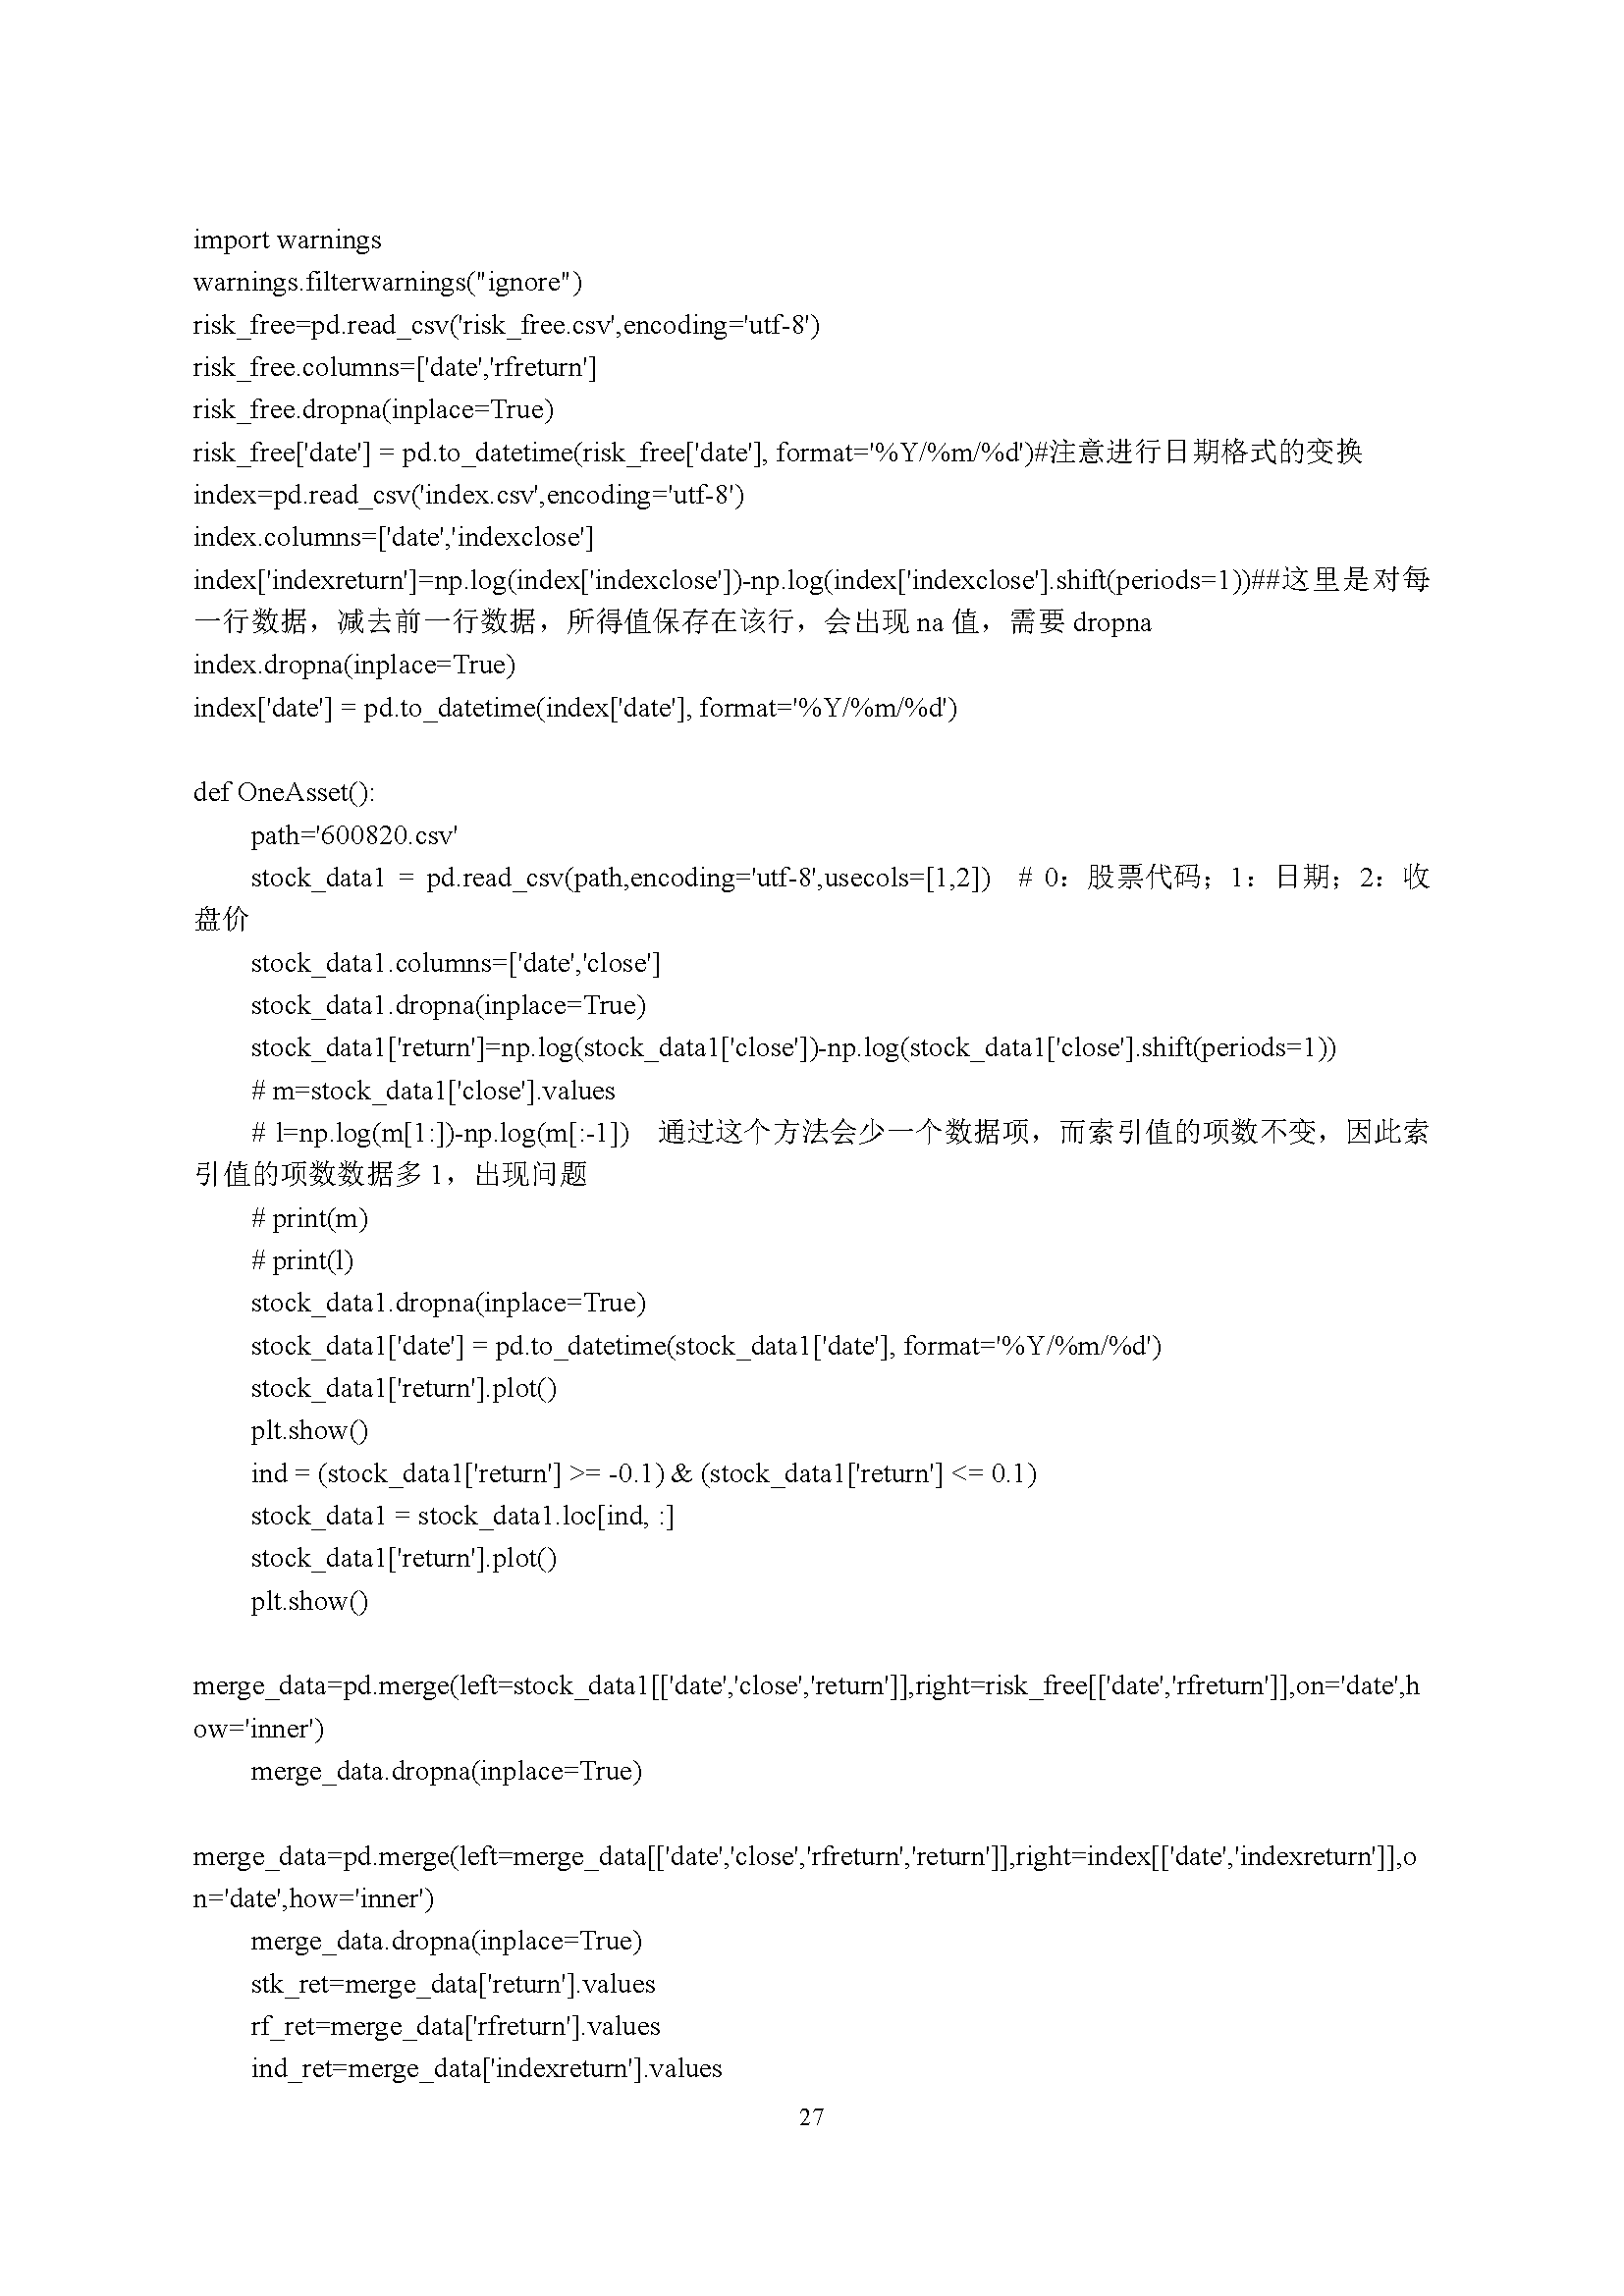 import warnings
warnings.filterwarnings("ignore")
risk_free=pd.read_csv('risk_free.csv',encoding='utf-8')
risk_free.columns=['date','rfreturn']
risk_free.dropna(inplace=True)
risk_free['date'] = pd.to_datetime(risk_free['date'], format='%Y/%m/%d')#注意进行日期格式的变换
index=pd.read_csv('index.csv',encoding='utf-8')
index.columns=['date','indexclose']
index['indexreturn']=np.log(index['indexclose'])-np.log(index['indexclose'].shift(periods=1))##这里是对每
一行数据，减去前一行数据，所得值保存在该行，会出现 na 值，需要 dropna
index.dropna(inplace=True)
index['date'] = pd.to_datetime(index['date'], format='%Y/%m/%d')
def OneAsset():
path='600820.csv'
stock_data1 = pd.read_csv(path,encoding='utf-8',usecols=[1,2]) # 0：股票代码；1：日期；2：收
盘价
stock_data1.columns=['date','close']
stock_data1.dropna(inplace=True)
stock_data1['return']=np.log(stock_data1['close'])-np.log(stock_data1['close'].shift(periods=1))
# m=stock_data1['close'].values
# l=np.log(m[1:])-np.log(m[:-1]) 通过这个方法会少一个数据项，而索引值的项数不变，因此索
引值的项数数据多 1，出现问题
# print(m)
# print(l)
stock_data1.dropna(inplace=True)
stock_data1['date'] = pd.to_datetime(stock_data1['date'], format='%Y/%m/%d')
stock_data1['return'].plot()
plt.show()
ind = (stock_data1['return'] >= -0.1) & (stock_data1['return'] <= 0.1)
stock_data1 = stock_data1.loc[ind, :]
stock_data1['return'].plot()
plt.show()
merge_data=pd.merge(left=stock_data1[['date','close','return']],right=risk_free[['date','rfreturn']],on='date',h
ow='inner')
merge_data.dropna(inplace=True)
merge_data=pd.merge(left=merge_data[['date','close','rfreturn','return']],right=index[['date','indexreturn']],o
n='date',how='inner')
merge_data.dropna(inplace=True)
stk_ret=merge_data['return'].values
rf_ret=merge_data['rfreturn'].values
ind_ret=merge_data['indexreturn'].values
27